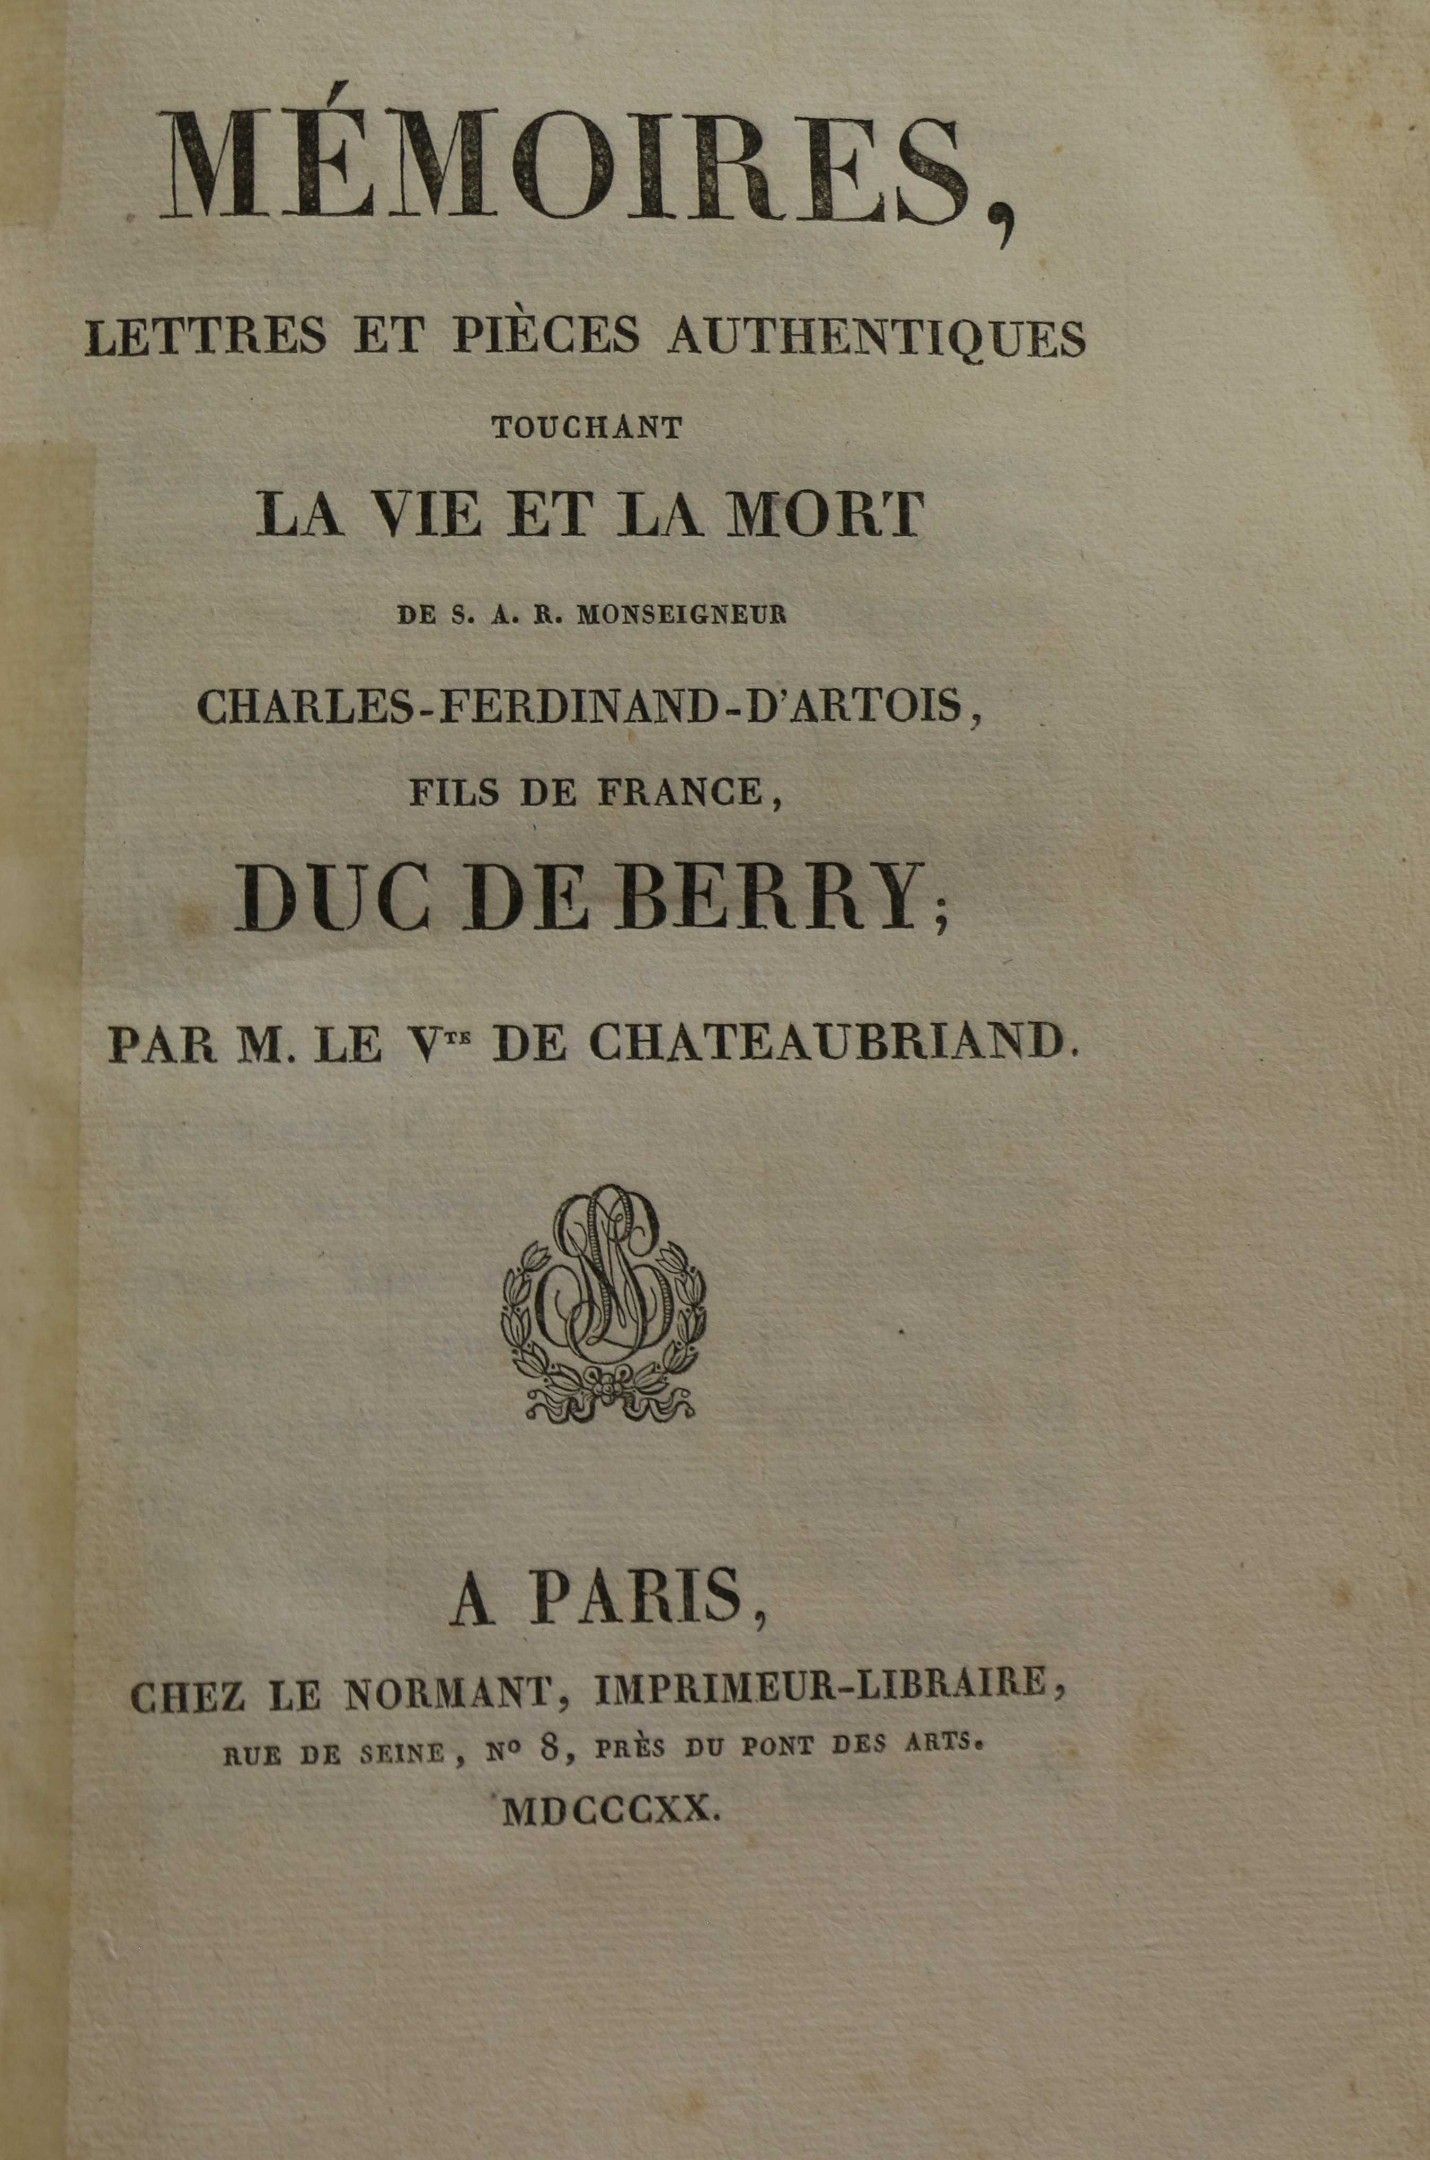 MÉMOIRES,
LETTRES ET PIÈCES AUTHENTIQUES
TOUCHANT
LA VIE ET LA MORT
DE S. A. R. MONSEIGNEUR
CHARLES-FERDINAND-D'ARTOIS,
FILS DE FRANCE,
DUC DE BERRY;
PAR M. LE VTE DE CHATEAUBRIAND.
A PARIS,
CHEZ LE NORMANT, IMPRIMEUR-LIBRAIRE,
RUE DE SEINE, Nº 8, PRÈS DU PONT DES ARTS.
MDCCCXX.